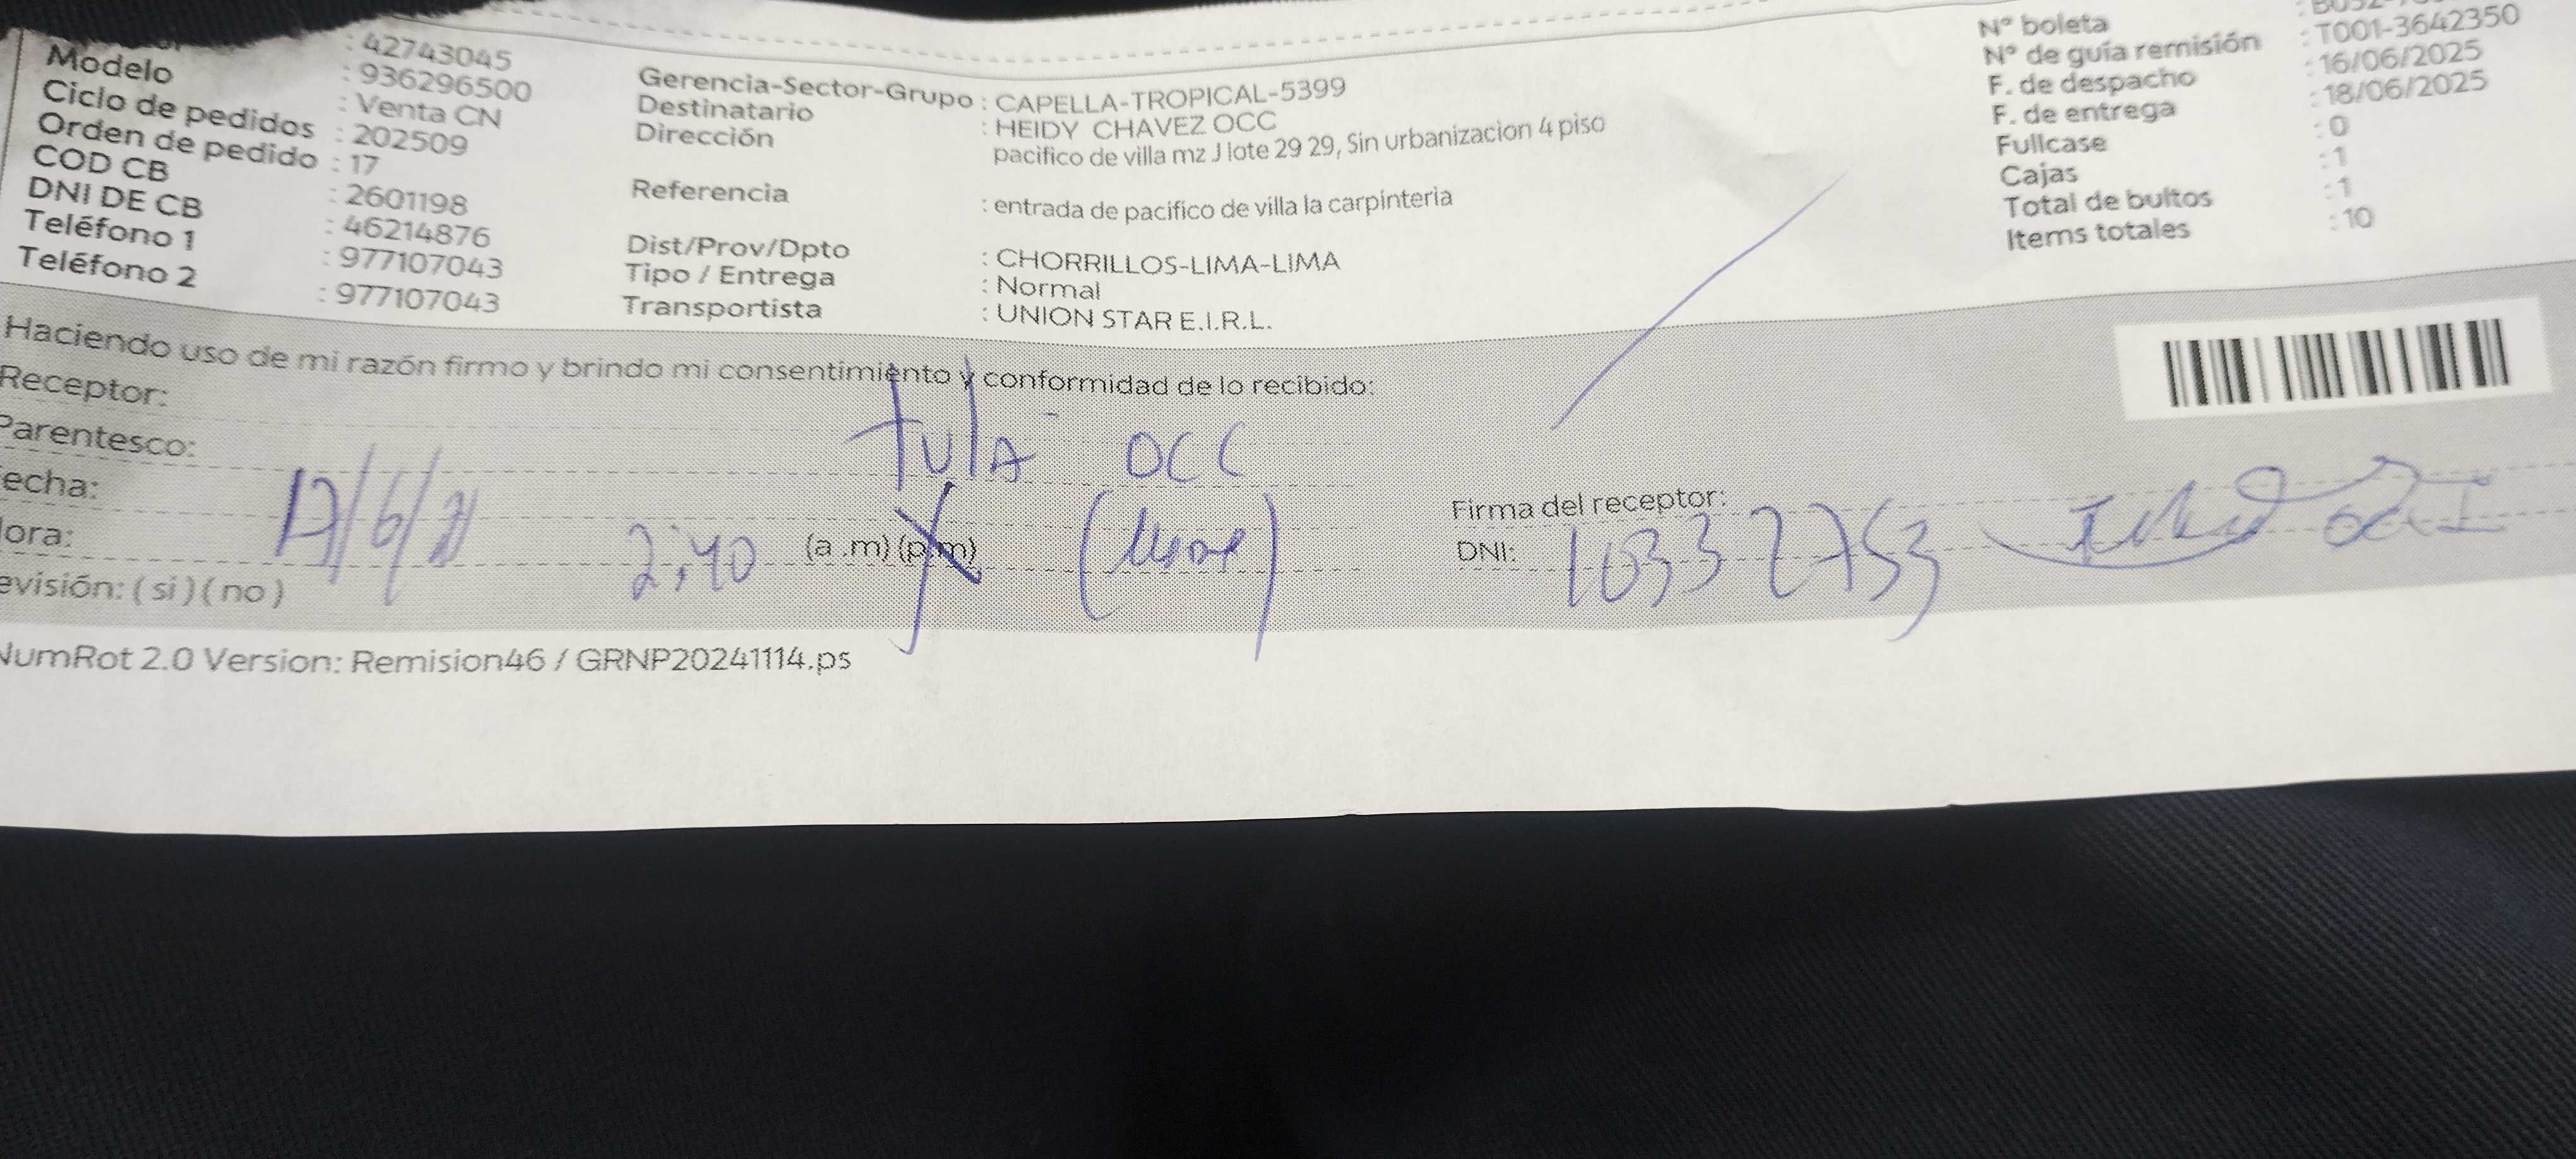 : 42743045
Modelo : 936296500
Ciclo de pedidos : Venta CN
Orden de pedido : 202509
COD CB : 17
DNI DE CB : 2601198
Teléfono 1 : 46214876
Teléfono 2 : 977107043
: 977107043
Gerencia-Sector-Grupo : CAPELLA-TROPICAL-5399
Destinatario : HEIDY CHAVEZ OCC
Dirección pacifico de villa mz J lote 29 29, Sin urbanizacion 4 piso
Referencia : entrada de pacifico de villa la carpinteria
Dist/Prov/Dpto : CHORRILLOS-LIMA-LIMA
Tipo / Entrega : Normal
Transportista : UNION STAR E.I.R.L.
Nº boleta
Nº de guía remisión : T001-3642350
F. de despacho : 16/06/2025
F. de entrega : 18/06/2025
Fullcase : 0
Cajas : 1
Total de bultos : 1
Items totales : 10
Haciendo uso de mi razón firmo y brindo mi consentimiento y conformidad de lo recibido:
Receptor:
Parentesco: tula OCC
echa: 17/6/
ora: 2:40 (a .m) (p.m)
evisión: ( si ) ( no )
Firma del receptor:
DNI: 10332753
NumRot 2.0 Version: Remision46 / GRNP20241114.ps